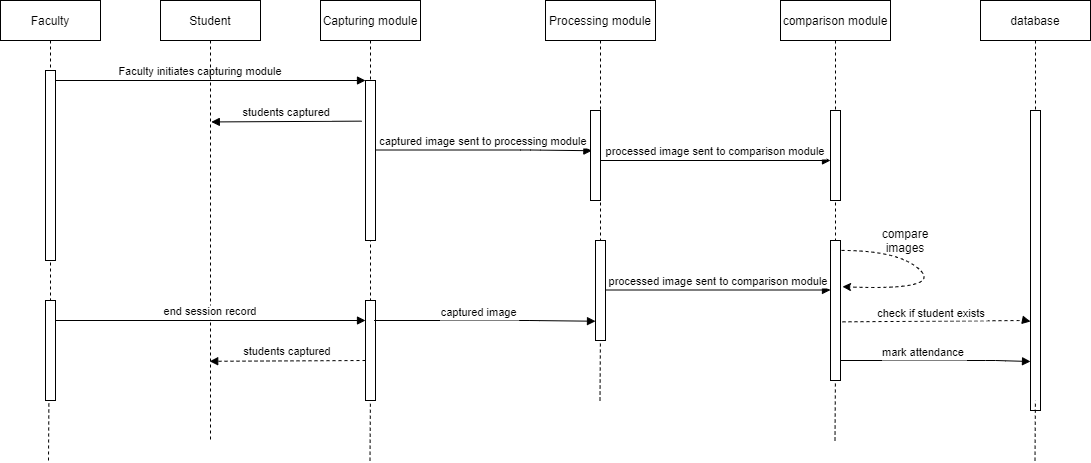 Faculty
Student
Capturing module
Processing module
comparison module
database
Faculty initiates capturing module
students captured
captured image sent to processing module
processed image sent to comparison module
compare
images
processed image sent to comparison module
end session record
captured image
check if student exists
students captured
mark attendance